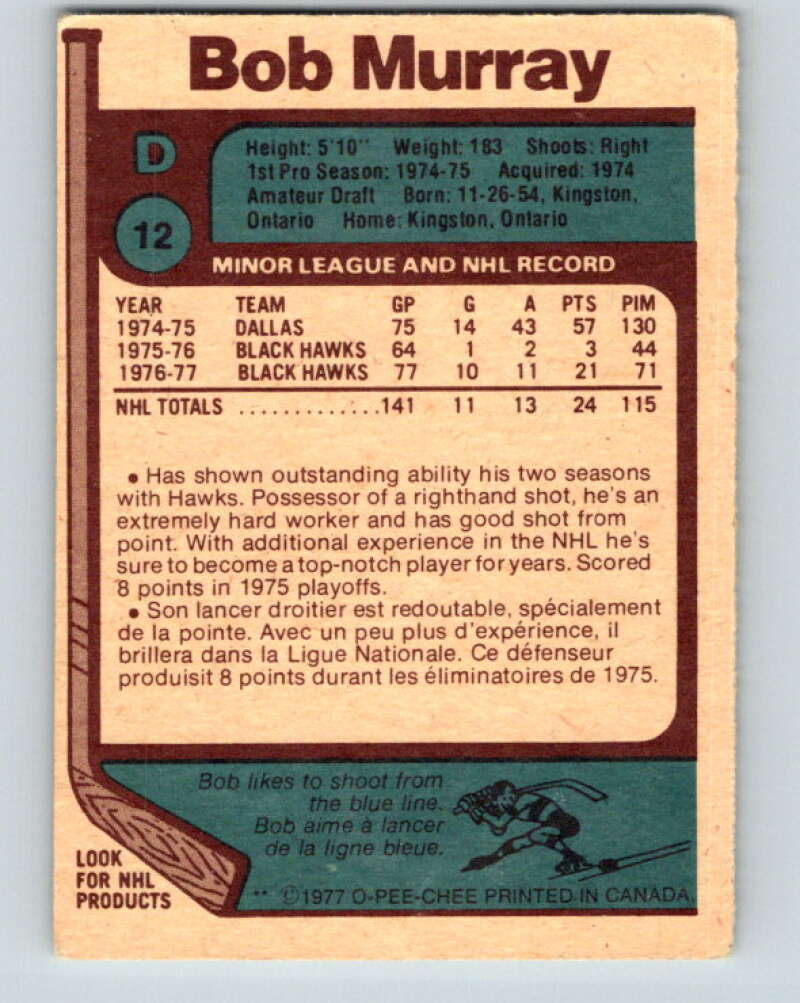 Bob Murray
D
Height: 5'10" Weight: 183 Shoots: Right
1st Pro Season: 1974-75 Acquired: 1974
Amateur Draft Born: 11-26-54, Kingston,
Ontario Home: Kingston, Ontario
12
MINOR LEAGUE AND NHL RECORD
YEAR TEAM GP G A PTS PIM
1974-75 DALLAS 75 14 43 57 130
1975-76 BLACK HAWKS 64 1 2 3 44
1976-77 BLACK HAWKS 77 10 11 21 71
NHL TOTALS ............141 11 13 24 115
• Has shown outstanding ability his two seasons
with Hawks. Possessor of a righthand shot, he's an
extremely hard worker and has good shot from
point. With additional experience in the NHL he's
sure to become a top-notch player for years. Scored
8 points in 1975 playoffs.
• Son lancer droitier est redoutable, spécialement
de la pointe. Avec un peu plus d'expérience, il
brillera dans la Ligue Nationale. Ce défenseur
produisit 8 points durant les éliminatoires de 1975.
Bob likes to shoot from
the blue line.
Bob aime à lancer
de la ligne bleue.
LOOK
FOR NHL
PRODUCTS
** ©1977 O-PEE-CHEE PRINTED IN CANADA